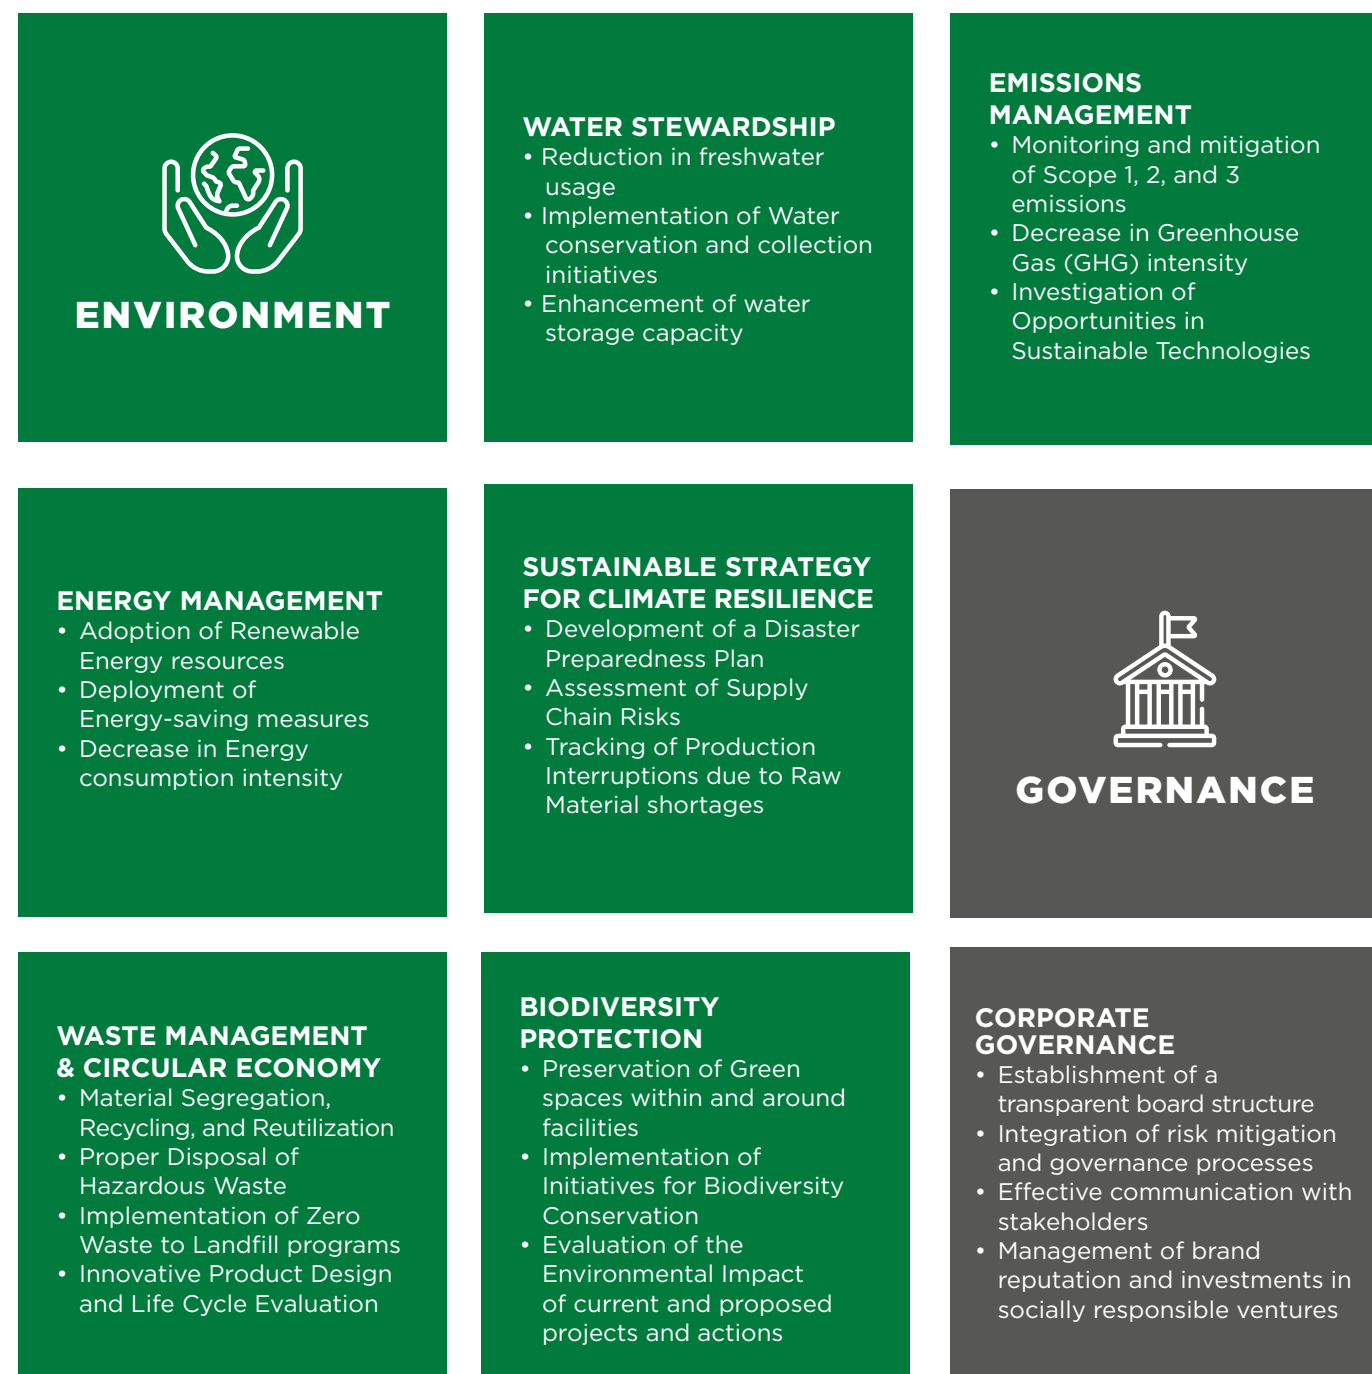 ENVIRONMENT
WATER STEWARDSHIP
• Reduction in freshwater
usage
• Implementation of Water
conservation and collection
initiatives
• Enhancement of water
storage capacity
EMISSIONS
MANAGEMENT
• Monitoring and mitigation
of Scope 1, 2, and 3
emissions
• Decrease in Greenhouse
Gas (GHG) intensity
• Investigation of
Opportunities in
Sustainable Technologies
ENERGY MANAGEMENT
• Adoption of Renewable
Energy resources
• Deployment of
Energy-saving measures
• Decrease in Energy
consumption intensity
SUSTAINABLE STRATEGY
FOR CLIMATE RESILIENCE
• Development of a Disaster
Preparedness Plan
• Assessment of Supply
Chain Risks
• Tracking of Production
Interruptions due to Raw
Material shortages
GOVERNANCE
WASTE MANAGEMENT
& CIRCULAR ECONOMY
• Material Segregation,
Recycling, and Reutilization
• Proper Disposal of
Hazardous Waste
• Implementation of Zero
Waste to Landfill programs
• Innovative Product Design
and Life Cycle Evaluation
BIODIVERSITY
PROTECTION
• Preservation of Green
spaces within and around
facilities
• Implementation of
Initiatives for Biodiversity
Conservation
• Evaluation of the
Environmental Impact
of current and proposed
projects and actions
CORPORATE
GOVERNANCE
• Establishment of a
transparent board structure
• Integration of risk mitigation
and governance processes
• Effective communication with
stakeholders
• Management of brand
reputation and investments in
socially responsible ventures